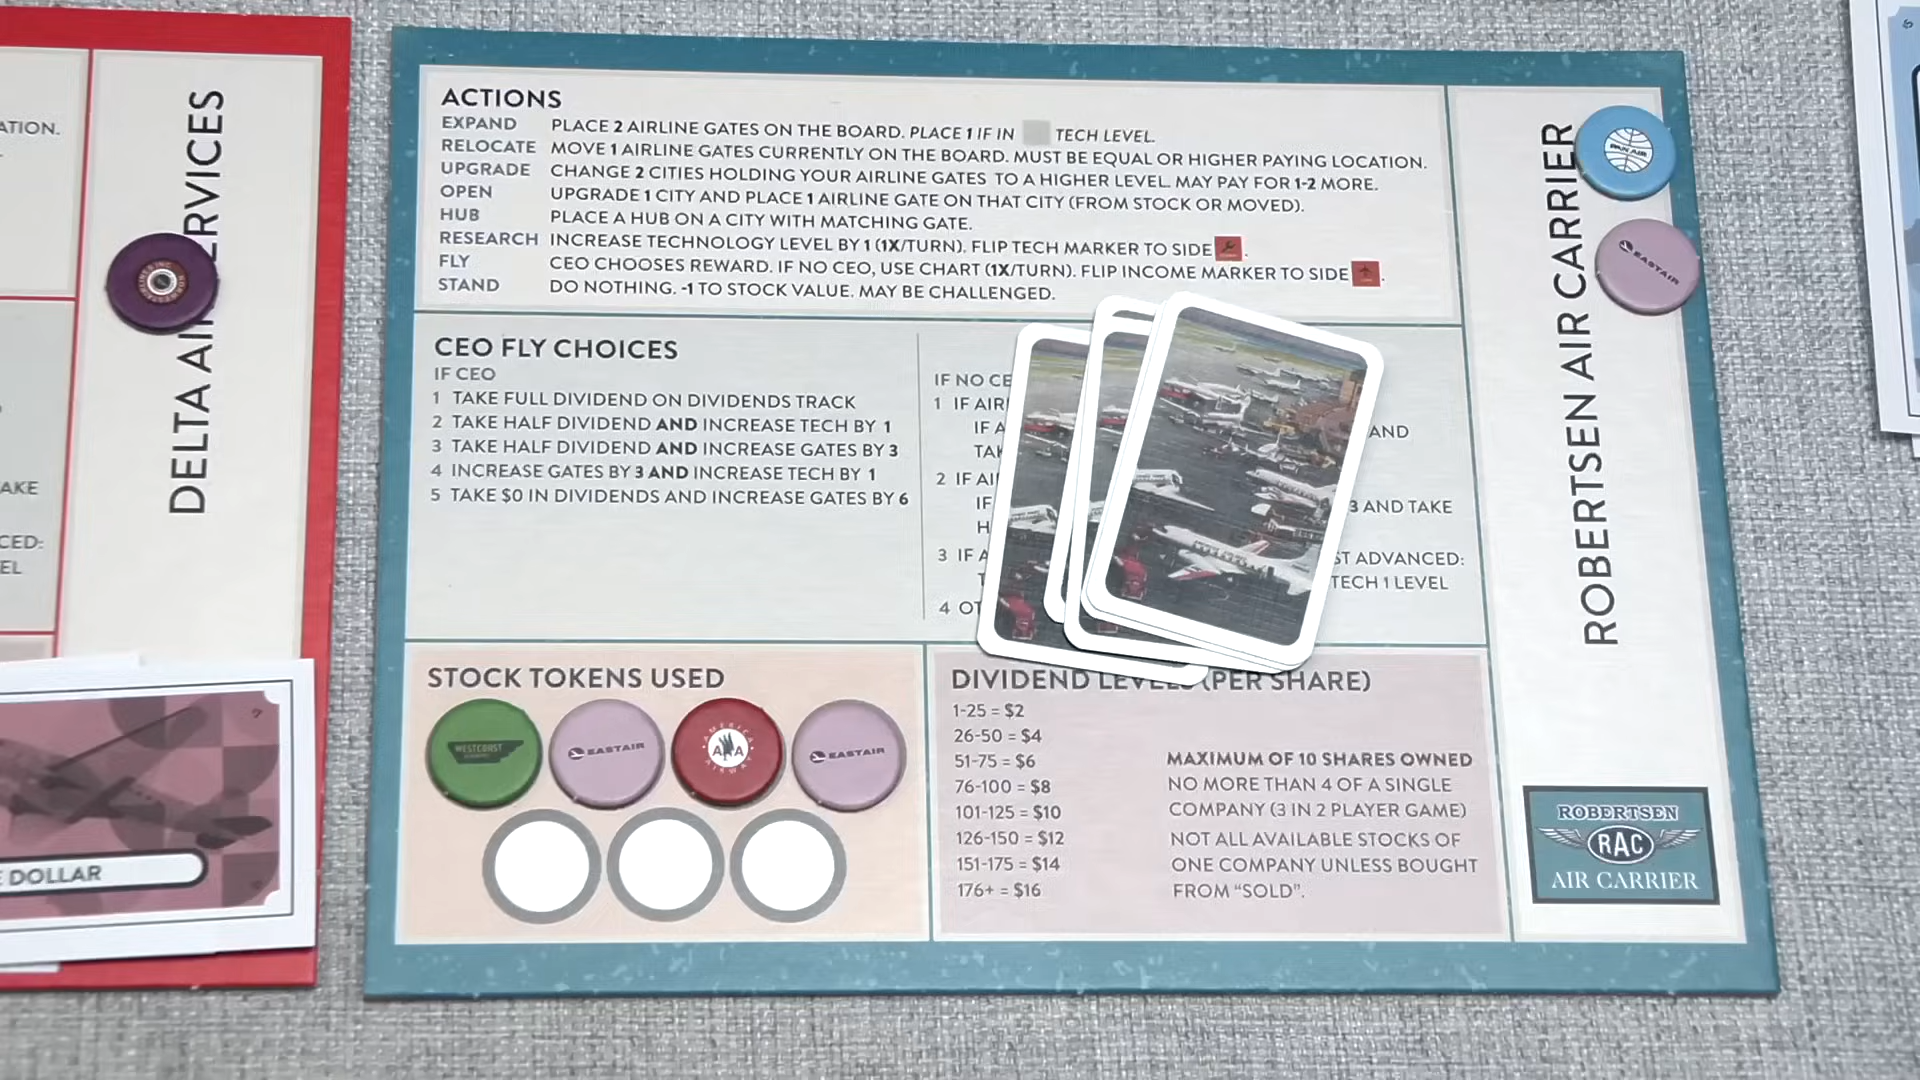 ATION.
AKE
CED:
EL
DELTA AIR SERVICES
E DOLLAR
ACTIONS
EXPAND PLACE 2 AIRLINE GATES ON THE BOARD. PLACE 1 IF IN TECH LEVEL.
RELOCATE MOVE 1 AIRLINE GATES CURRENTLY ON THE BOARD. MUST BE EQUAL OR HIGHER PAYING LOCATION.
UPGRADE CHANGE 2 CITIES HOLDING YOUR AIRLINE GATES TO A HIGHER LEVEL. MAY PAY FOR 1-2 MORE.
OPEN UPGRADE 1 CITY AND PLACE 1 AIRLINE GATE ON THAT CITY (FROM STOCK OR MOVED).
HUB PLACE A HUB ON A CITY WITH MATCHING GATE.
RESEARCH INCREASE TECHNOLOGY LEVEL BY 1 (1X/TURN). FLIP TECH MARKER TO SIDE .
FLY CEO CHOOSES REWARD. IF NO CEO, USE CHART (1X/TURN). FLIP INCOME MARKER TO SIDE .
STAND DO NOTHING. -1 TO STOCK VALUE. MAY BE CHALLENGED.
CEO FLY CHOICES
IF CEO
1 TAKE FULL DIVIDEND ON DIVIDENDS TRACK
2 TAKE HALF DIVIDEND AND INCREASE TECH BY 1
3 TAKE HALF DIVIDEND AND INCREASE GATES BY 3
4 INCREASE GATES BY 3 AND INCREASE TECH BY 1
5 TAKE $0 IN DIVIDENDS AND INCREASE GATES BY 6
IF NO CE
1 IF AIR
IF A AND
TAK
2 IF AI
IF 3 AND TAKE
H
3 IF A ST ADVANCED:
T TECH 1 LEVEL
4 OT
STOCK TOKENS USED
WESTCOAST
EASTAIR
AMERICA
AA
AIRWAY
EASTAIR
DIVIDEND LEVELS (PER SHARE)
1-25 = $2
26-50 = $4
51-75 = $6
76-100 = $8
101-125 = $10
126-150 = $12
151-175 = $14
176+ = $16
MAXIMUM OF 10 SHARES OWNED
NO MORE THAN 4 OF A SINGLE
COMPANY (3 IN 2 PLAYER GAME)
NOT ALL AVAILABLE STOCKS OF
ONE COMPANY UNLESS BOUGHT
FROM "SOLD".
ROBERTSEN AIR CARRIER
PAN AIR
EASTAIR
ROBERTSEN
RAC
AIR CARRIER